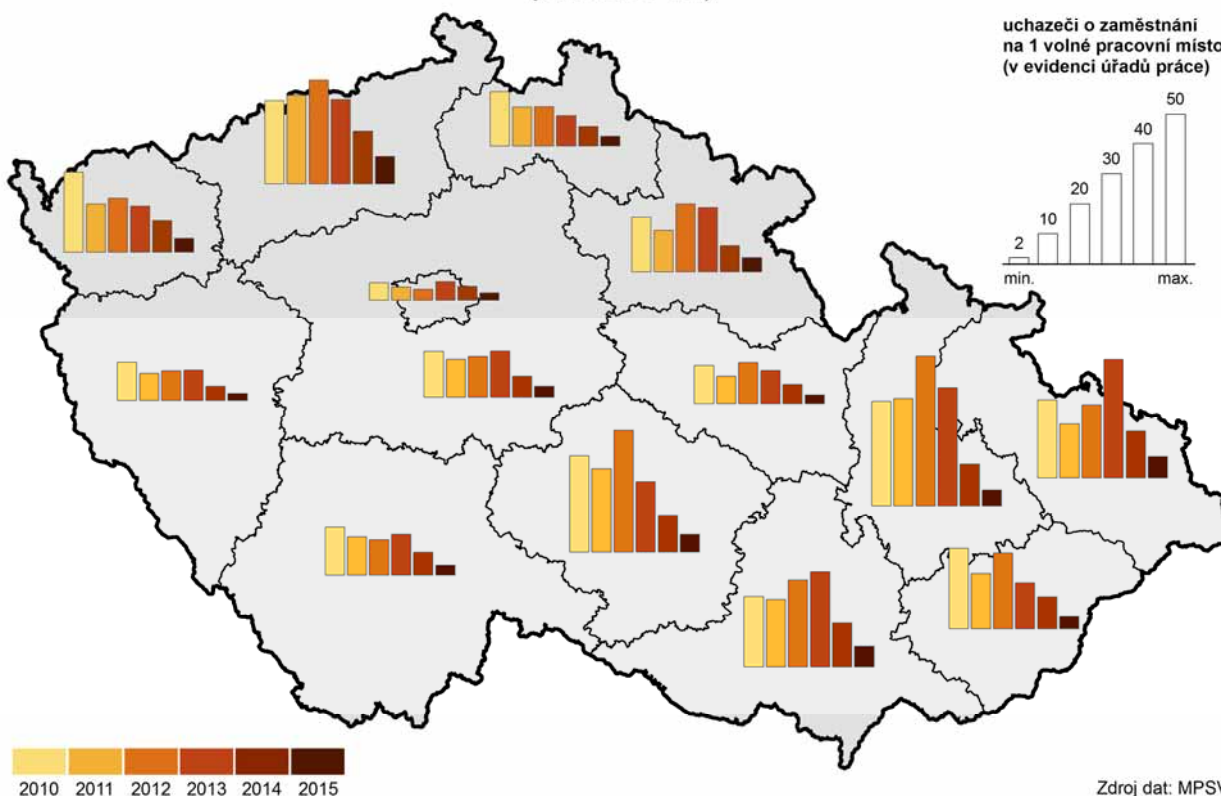 uchazeči o zaměstnání
na 1 volné pracovní místo
(v evidenci úřadů práce)
50
40
30
20
10
2
min.
max.
2010 2011 2012 2013 2014 2015
Zdroj dat: MPSV